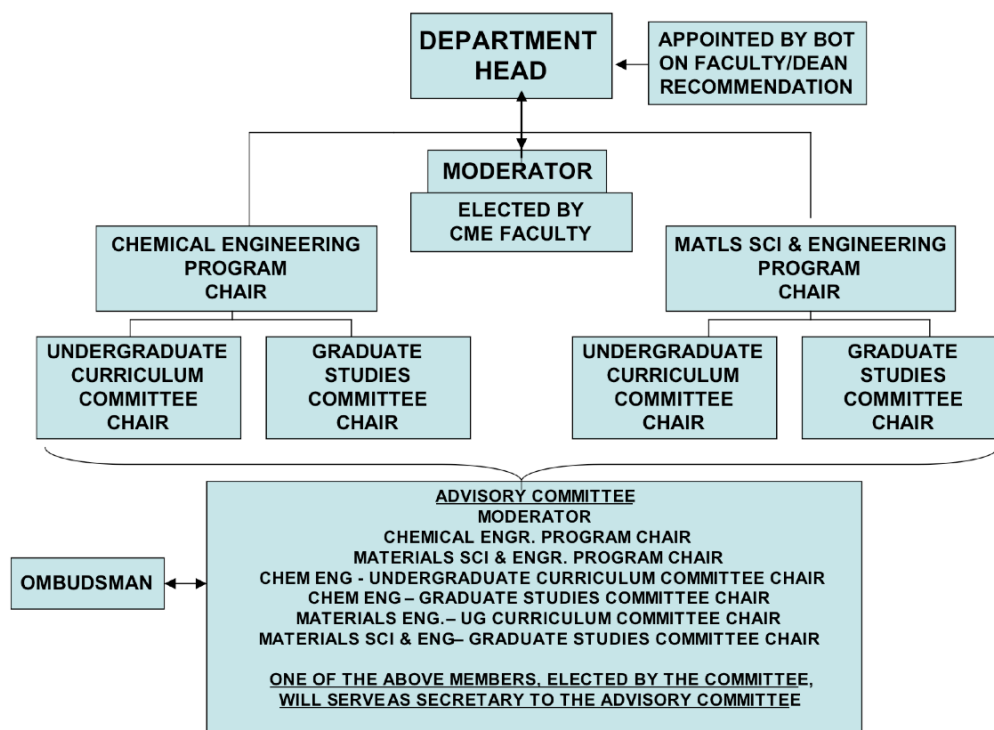 DEPARTMENT
HEAD
APPOINTED BY BOT
ON FACULTY/DEAN
RECOMMENDATION
MODERATOR
ELECTED BY
CME FACULTY
CHEMICAL ENGINEERING
PROGRAM
CHAIR
MATLS SCI & ENGINEERING
PROGRAM
CHAIR
UNDERGRADUATE
CURRICULUM
COMMITTEE
CHAIR
GRADUATE
STUDIES
COMMITTEE
CHAIR
UNDERGRADUATE
CURRICULUM
COMMITTEE
CHAIR
GRADUATE
STUDIES
COMMITTEE
CHAIR
ADVISORY COMMITTEE
MODERATOR
CHEMICAL ENGR. PROGRAM CHAIR
MATERIALS SCI & ENGR. PROGRAM CHAIR
CHEM ENG - UNDERGRADUATE CURRICULUM COMMITTEE CHAIR
CHEM ENG – GRADUATE STUDIES COMMITTEE CHAIR
MATERIALS ENG.– UG CURRICULUM COMMITTEE CHAIR
MATERIALS SCI & ENG– GRADUATE STUDIES COMMITTEE CHAIR
ONE OF THE ABOVE MEMBERS, ELECTED BY THE COMMITTEE,
WILL SERVEAS SECRETARY TO THE ADVISORY COMMITTEE
OMBUDSMAN